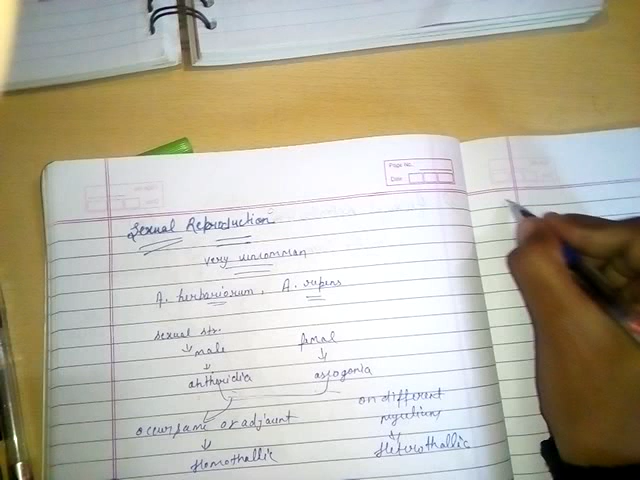 Page No.
Date
Sexual Reproduction
very uncommon
A. herbariorum, A. rupens
sexual str.
male femal
antheridia ascogonia
occur same or adjacent
on different
mycelium
Homothallic Heterothallic